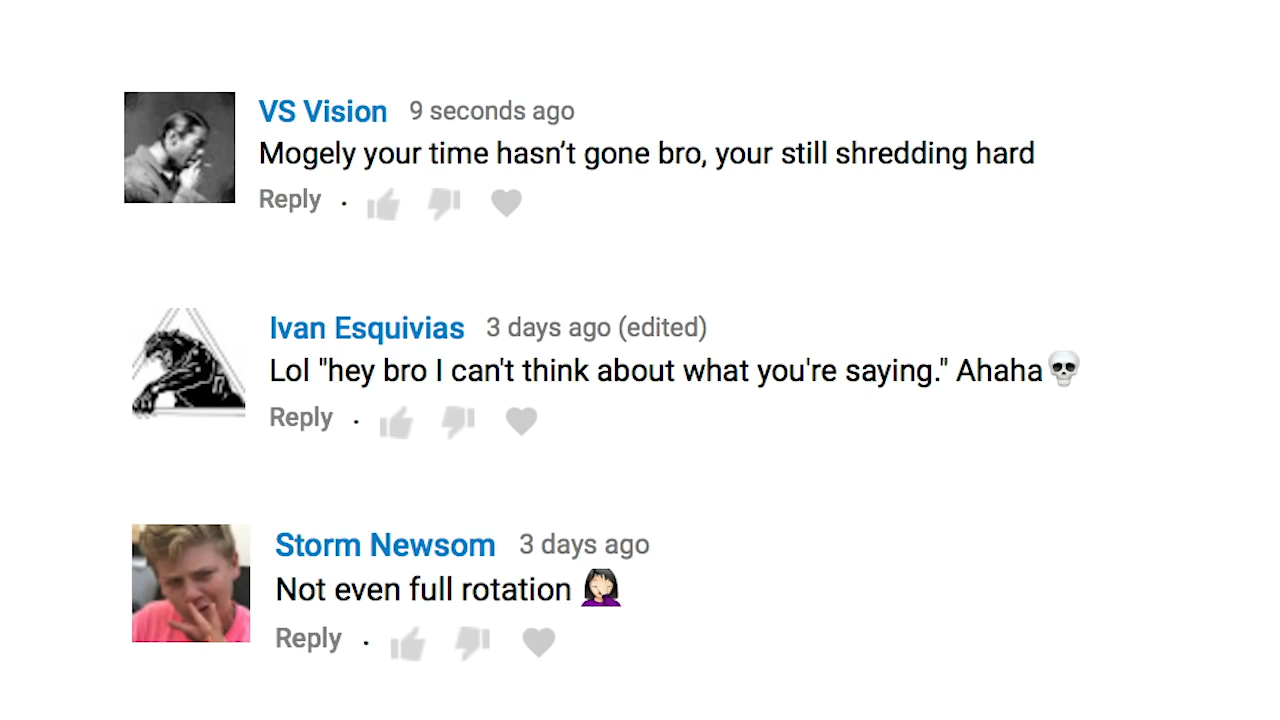 VS Vision 9 seconds ago
Mogely your time hasn’t gone bro, your still shredding hard
Reply .
Ivan Esquivias 3 days ago (edited)
Lol "hey bro I can't think about what you're saying." Ahaha💀
Reply .
Storm Newsom 3 days ago
Not even full rotation 🤦🏻‍♀️
Reply .